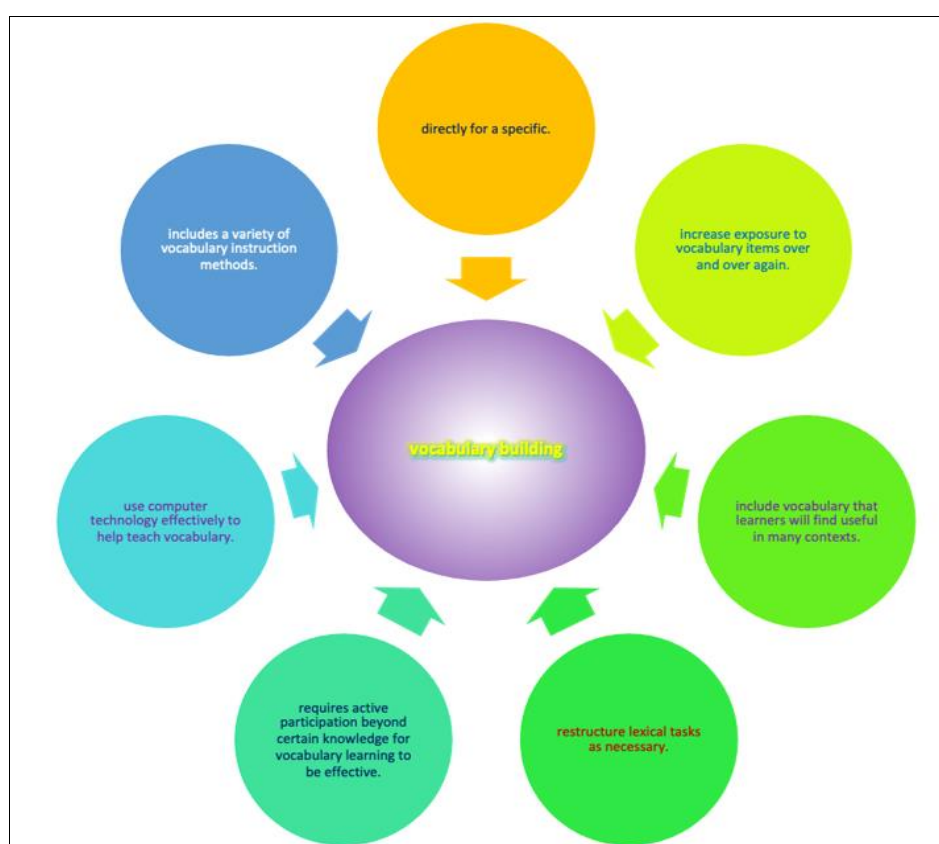 directly for a specific.
increase exposure to
vocabulary items over
and over again.
include vocabulary that
learners will find useful
in many contexts.
restructure lexical tasks
as necessary.
requires active
participation beyond
certain knowledge for
vocabulary learning to
be effective.
use computer
technology effectively to
help teach vocabulary.
includes a variety of
vocabulary instruction
methods.
vocabulary building